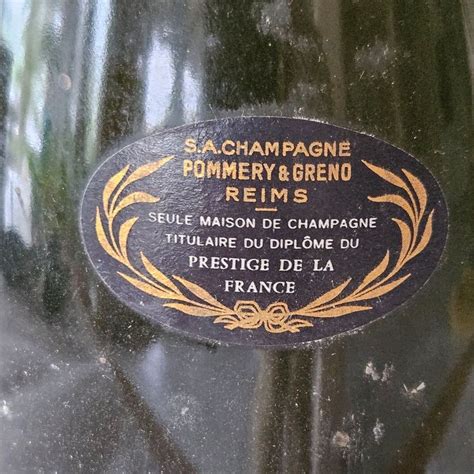 S.A.CHAMPAGNE
POMMERY & GRENO
REIMS
SEULE MAISON DE CHAMPAGNE
TITULAIRE DU DIPLÔME DU
PRESTIGE DE LA
FRANCE